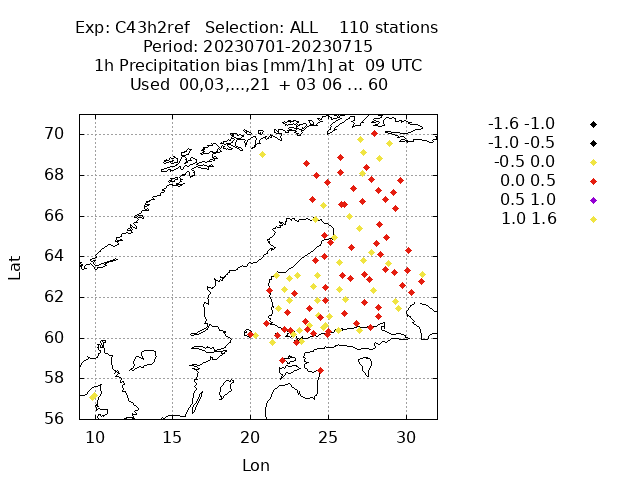 Exp: C43h2ref Selection: ALL 110 stations
Period: 20230701-20230715
1h Precipitation bias [mm/1h] at 09 UTC
Used 00,03,...,21 + 03 06 ... 60
70
68
66
64
62
60
58
56
Lat
10 15 20 25 30
Lon
-1.6 -1.0
-1.0 -0.5
-0.5 0.0
0.0 0.5
0.5 1.0
1.0 1.6